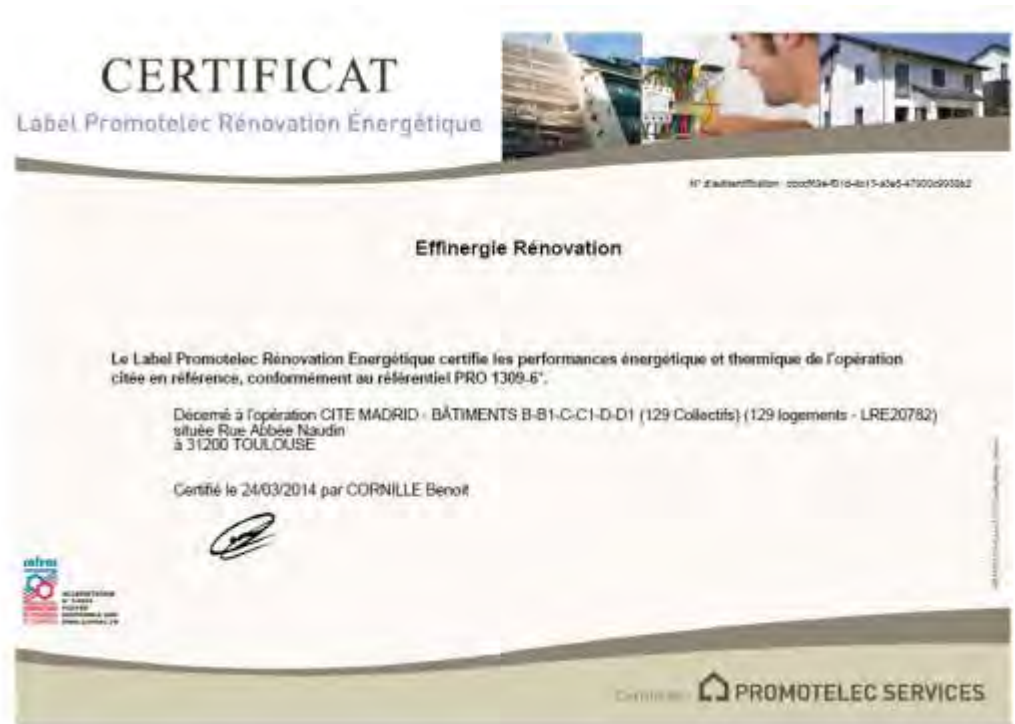 CERTIFICAT
Label Promotelec Rénovation Énergétique
N° d'authentification :
Effinergie Rénovation
Le Label Promotelec Rénovation Energétique certifie les performances énergétique et thermique de l'opération
citée en référence, conformément au référentiel PRO 1309-6*.
Décerné à l'opération CITE MADRID - BÂTIMENTS B-B1-C-C1-D-D1 (129 Collectifs) (129 logements - LRE20782)
située Rue Abbée Naudin
à 31200 TOULOUSE
Certifié le 24/03/2014 par CORNILLE Benoit
cofrac
PROMOTELEC SERVICES